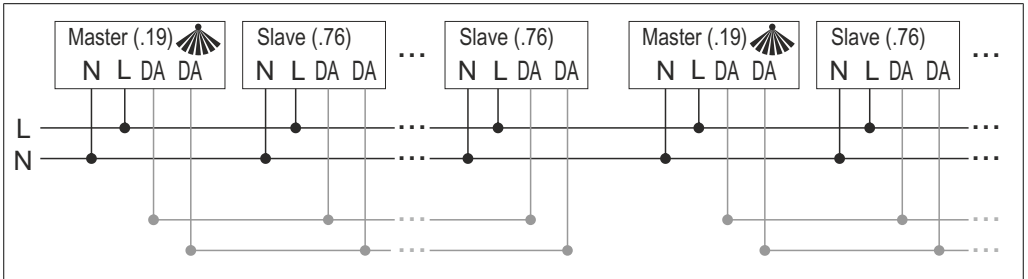 Master (.19) Slave (.76) ... Slave (.76) Master (.19) Slave (.76) ...
N L DA DA N L DA DA N L DA DA N L DA DA N L DA DA
L ... ...
N ... ...
... ...
... ...